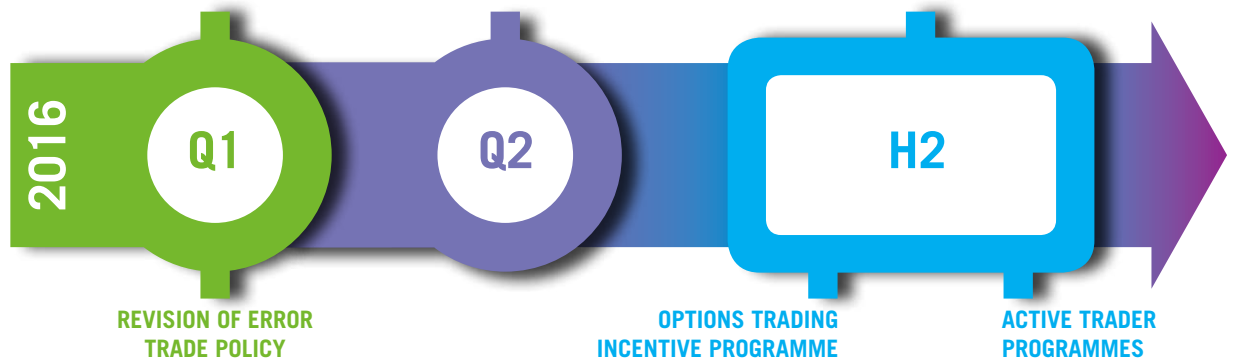 2016
Q1
Q2
H2
REVISION OF ERROR
TRADE POLICY
OPTIONS TRADING
INCENTIVE PROGRAMME
ACTIVE TRADER
PROGRAMMES